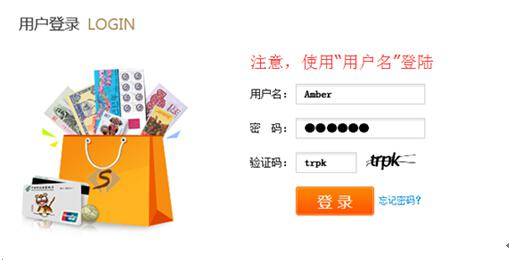 用户登录 LOGIN
注意，使用“用户名”登陆
用户名： Amber
密 码： ●●●●●●
验证码： trpk trpk
登 录 忘记密码?
S